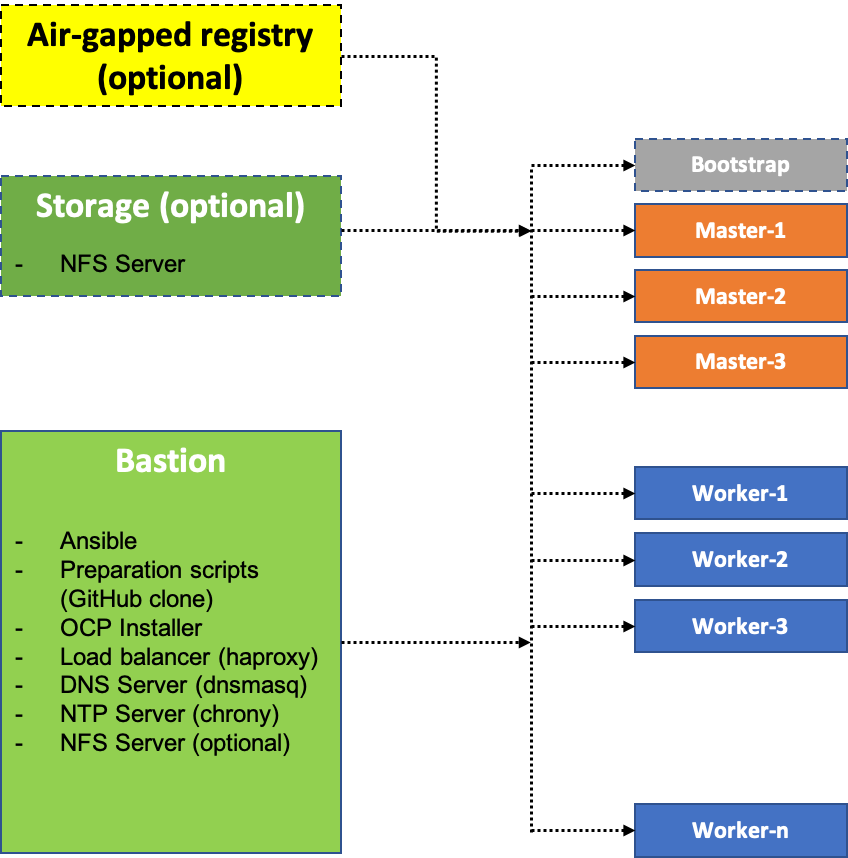 Air-gapped registry
(optional)
Storage (optional)
- NFS Server
Bastion
- Ansible
- Preparation scripts
(GitHub clone)
- OCP Installer
- Load balancer (haproxy)
- DNS Server (dnsmasq)
- NTP Server (chrony)
- NFS Server (optional)
Bootstrap
Master-1
Master-2
Master-3
Worker-1
Worker-2
Worker-3
Worker-n